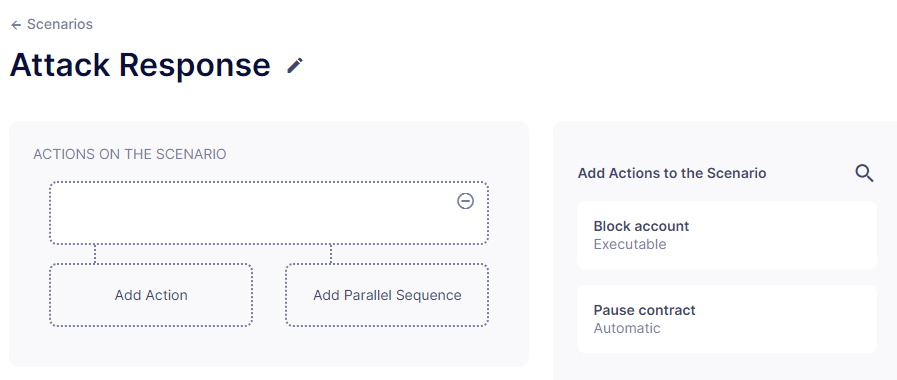 ← Scenarios
Attack Response
ACTIONS ON THE SCENARIO
Add Action
Add Parallel Sequence
Add Actions to the Scenario
Block account
Executable
Pause contract
Automatic